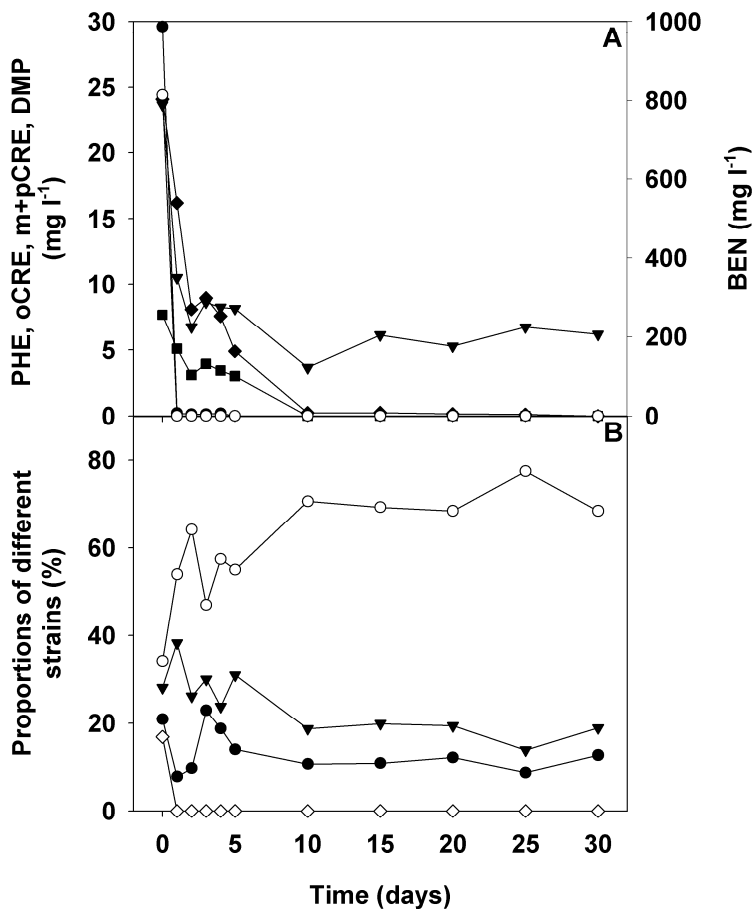 A
PHE, oCRE, m+pCRE, DMP
(mg l-1)
30
25
20
15
10
5
0
1000
800
600
400
200
0
BEN (mg l-1)
B
Proportions of different
strains (%)
80
60
40
20
0
0 5 10 15 20 25 30
Time (days)